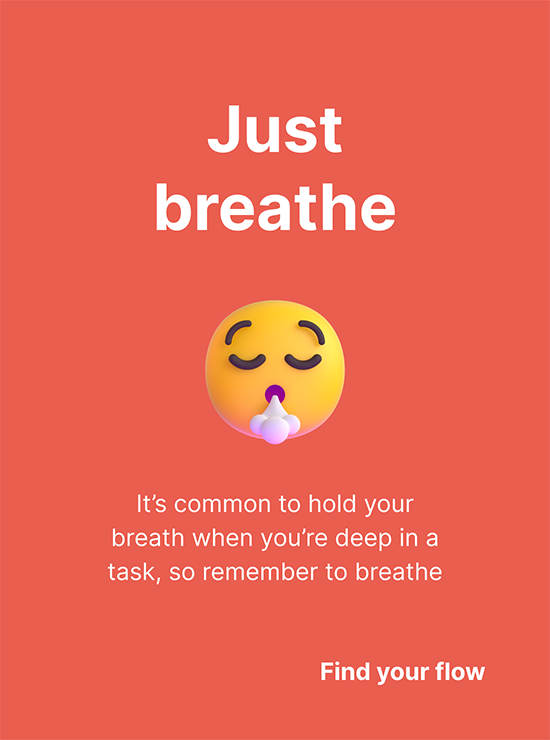 Just
breathe
It’s common to hold your
breath when you’re deep in a
task, so remember to breathe
Find your flow